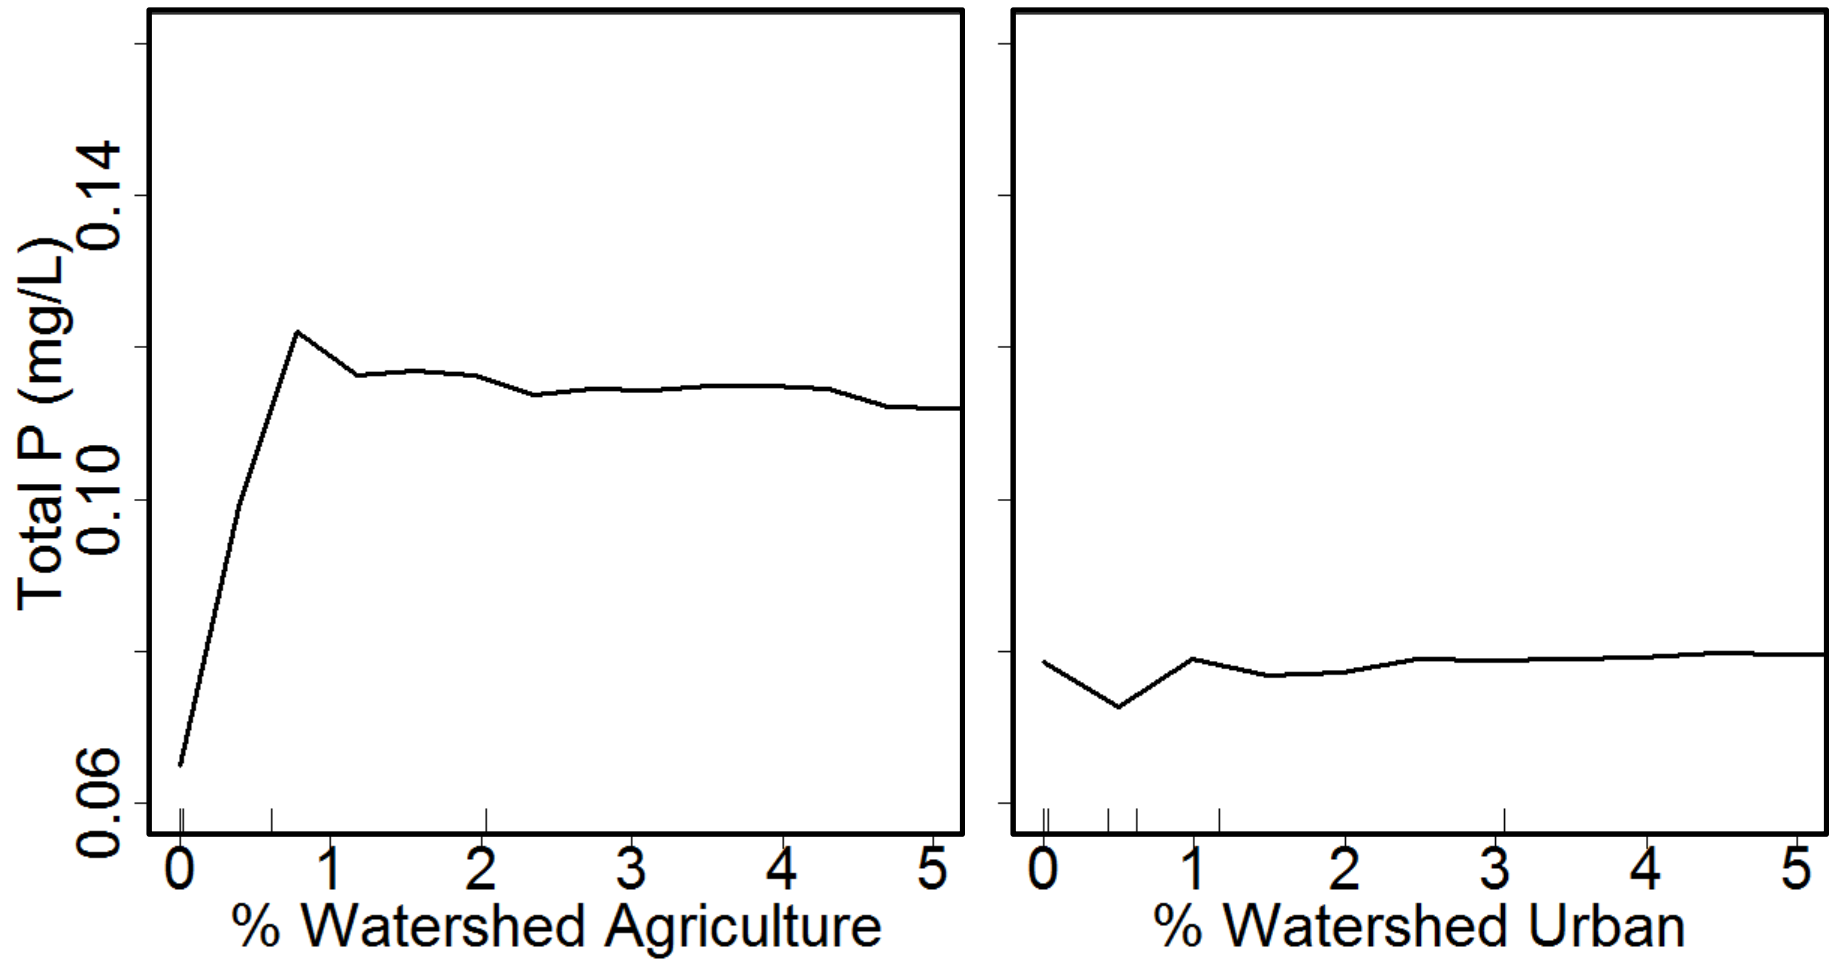 Total P (mg/L)
0.14
0.10
0.06
0 1 2 3 4 5
% Watershed Agriculture
0 1 2 3 4 5
% Watershed Urban